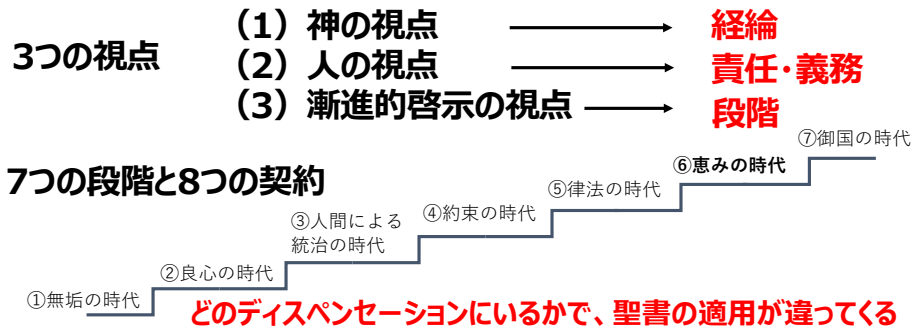 3つの視点
（1）神の視点
経綸
（2）人の視点
責任・義務
（3）漸進的啓示の視点
段階
7つの段階と8つの契約
①無垢の時代
②良心の時代
③人間による
統治の時代
④約束の時代
⑤律法の時代
⑥恵みの時代
⑦御国の時代
どのディスペンセーションにいるかで、聖書の適用が違ってくる